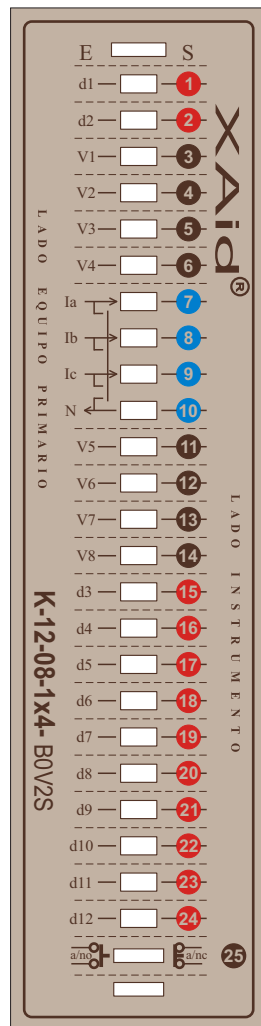 E S
d1 1
d2 2
V1 3
V2 4
V3 5
V4 6
Ia 7
Ib 8
Ic 9
N 10
V5 11
V6 12
V7 13
V8 14
d3 15
d4 16
d5 17
d6 18
d7 19
d8 20
d9 21
d10 22
d11 23
d12 24
a/no a/nc 25
X Aid®
LADO EQUIPO PRIMARIO
LADO INSTRUMENTO
K-12-08-1x4- B0V2S